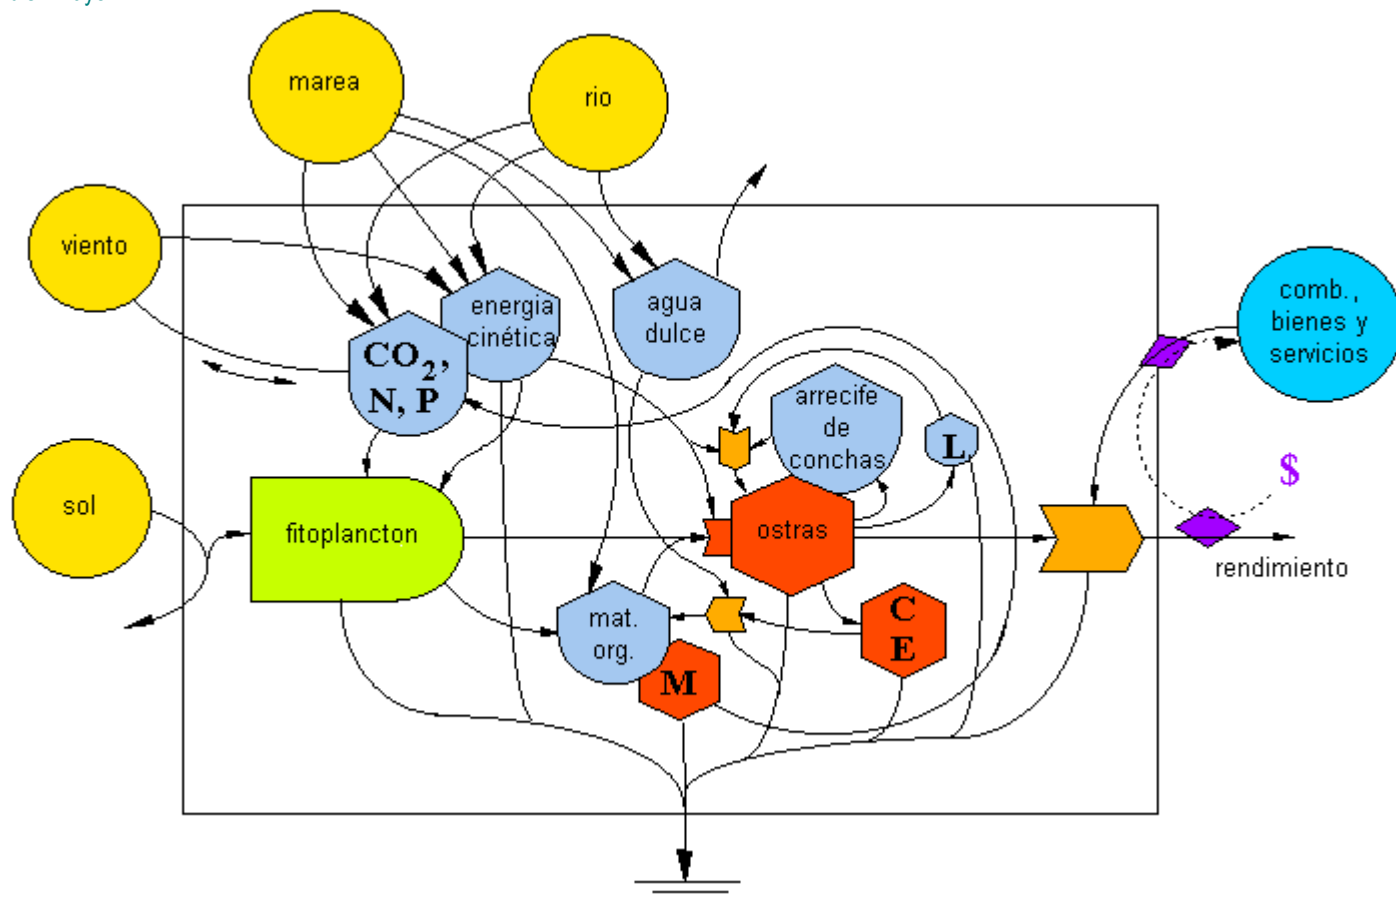 marea
rio
viento
comb.,
bienes y
servicios
energia
cinética
agua
dulce
CO2,
N, P
arrecife
de
conchas
L
$
sol
fitoplancton
ostras
rendimiento
mat.
org.
C
E
M